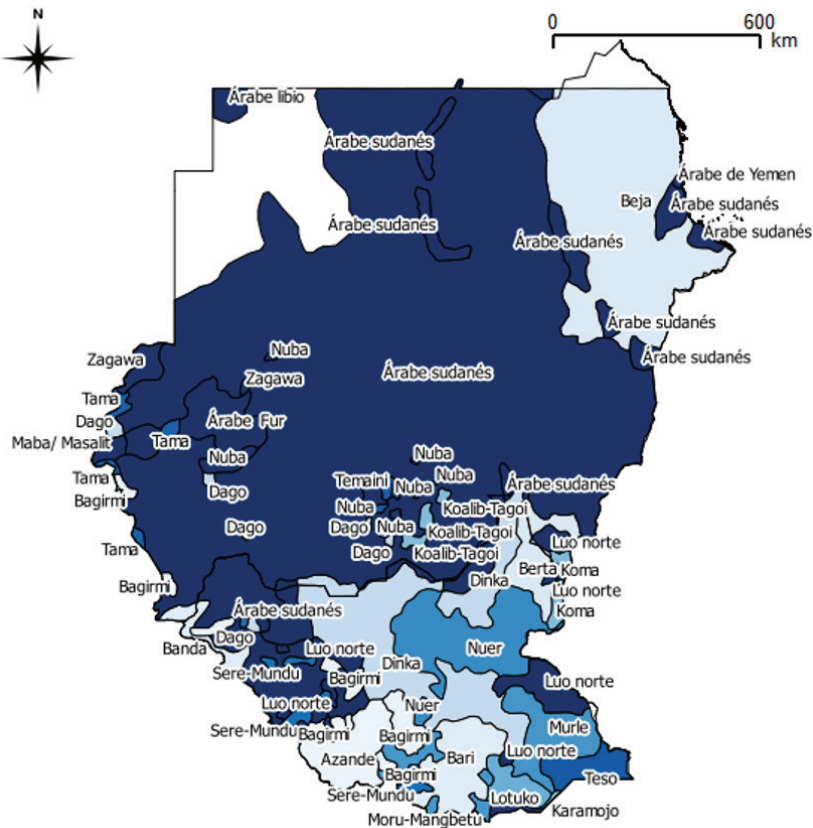 N
0 600
km
Árabe libio
Árabe sudanés
Árabe de Yemen
Beja
Árabe sudanés
Árabe sudanés
Árabe sudanés
Árabe sudanés
Árabe sudanés
Nuba
Árabe sudanés
Zagawa
Zagawa
Árabe sudanés
Tama
Dago
Árabe Fur
Maba/ Masalit
Tama
Nuba
Nuba
Tama
Temaini
Nuba
Nuba
Árabe sudanés
Bagirmi
Dago
Nuba
Koalib-Tagoi
Dago
Dago
Nuba
Koalib-Tagoi
Tama
Dago
Koalib-Tagoi
Luo norte
Berta
Koma
Bagirmi
Dinka
Luo norte
Árabe sudanés
Koma
Banda
Dago
Luo norte
Nuer
Sere-Mundu
Bagirmi
Dinka
Luo norte
Luo norte
Nuer
Sere-Mundu
Bagirmi
Bagirmi
Murle
Azande
Bari
Luo norte
Bagirmi
Teso
Sere-Mundu
Lotuko
Moru-Mangbetu
Karamojo